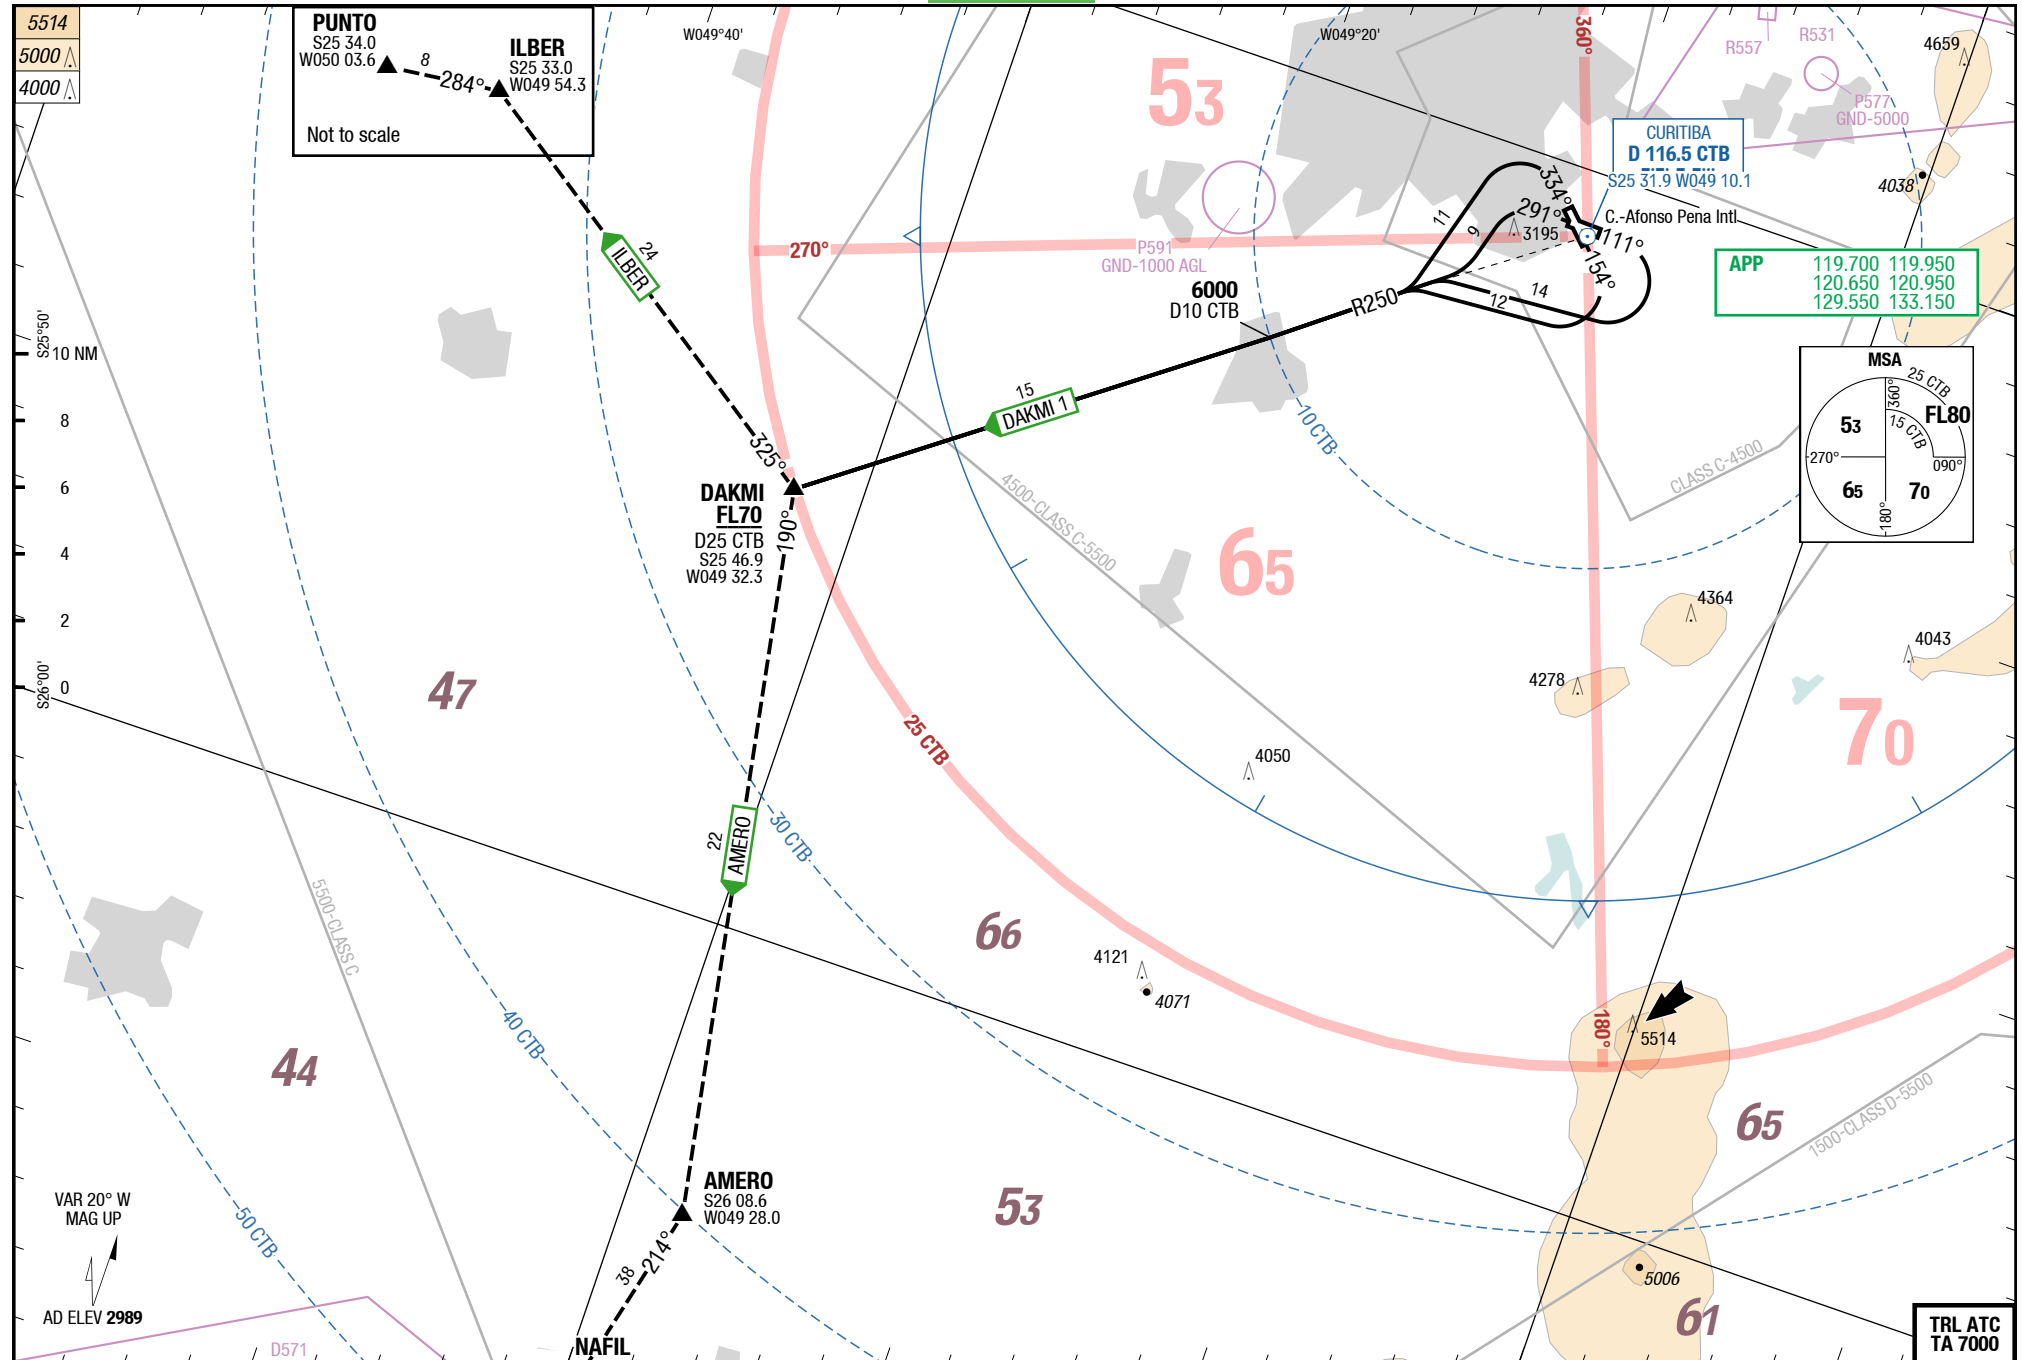 5514
5000
4000
PUNTO
S25 34.0
W050 03.6
8
284°
ILBER
S25 33.0
W049 54.3
Not to scale
W049°40'
W049°20'
360°
53
R557
R531
4659
P577
GND-5000
CURITIBA
D 116.5 CTB
S25 31.9 W049 10.1
4038
C.-Afonso Pena Intl
334°
291°
3195
111°
154°
11
9
14
12
270°
P591
GND-1000 AGL
APP
119.700 119.950
120.650 120.950
129.550 133.150
24
ILBER
6000
D10 CTB
R250
S25°50'
10 NM
8
6
4
2
0
S26°00'
15
DAKMI 1
10 CTB
MSA
25 CTB
360°
15 CTB
FL80
53
270°
090°
65
70
180°
CLASS C-4500
4500-CLASS C-5500
325°
DAKMI
FL70
D25 CTB
S25 46.9
W049 32.3
190°
65
4364
4278
4043
47
25 CTB
70
4050
22
AMERO
30 CTB
66
4121
4071
5500-CLASS C
40 CTB
44
180°
5514
65
1500-CLASS D-5500
53
AMERO
S26 08.6
W049 28.0
214°
38
NAFIL
VAR 20° W
MAG UP
AD ELEV 2989
50 CTB
D571
5006
61
TRL ATC
TA 7000